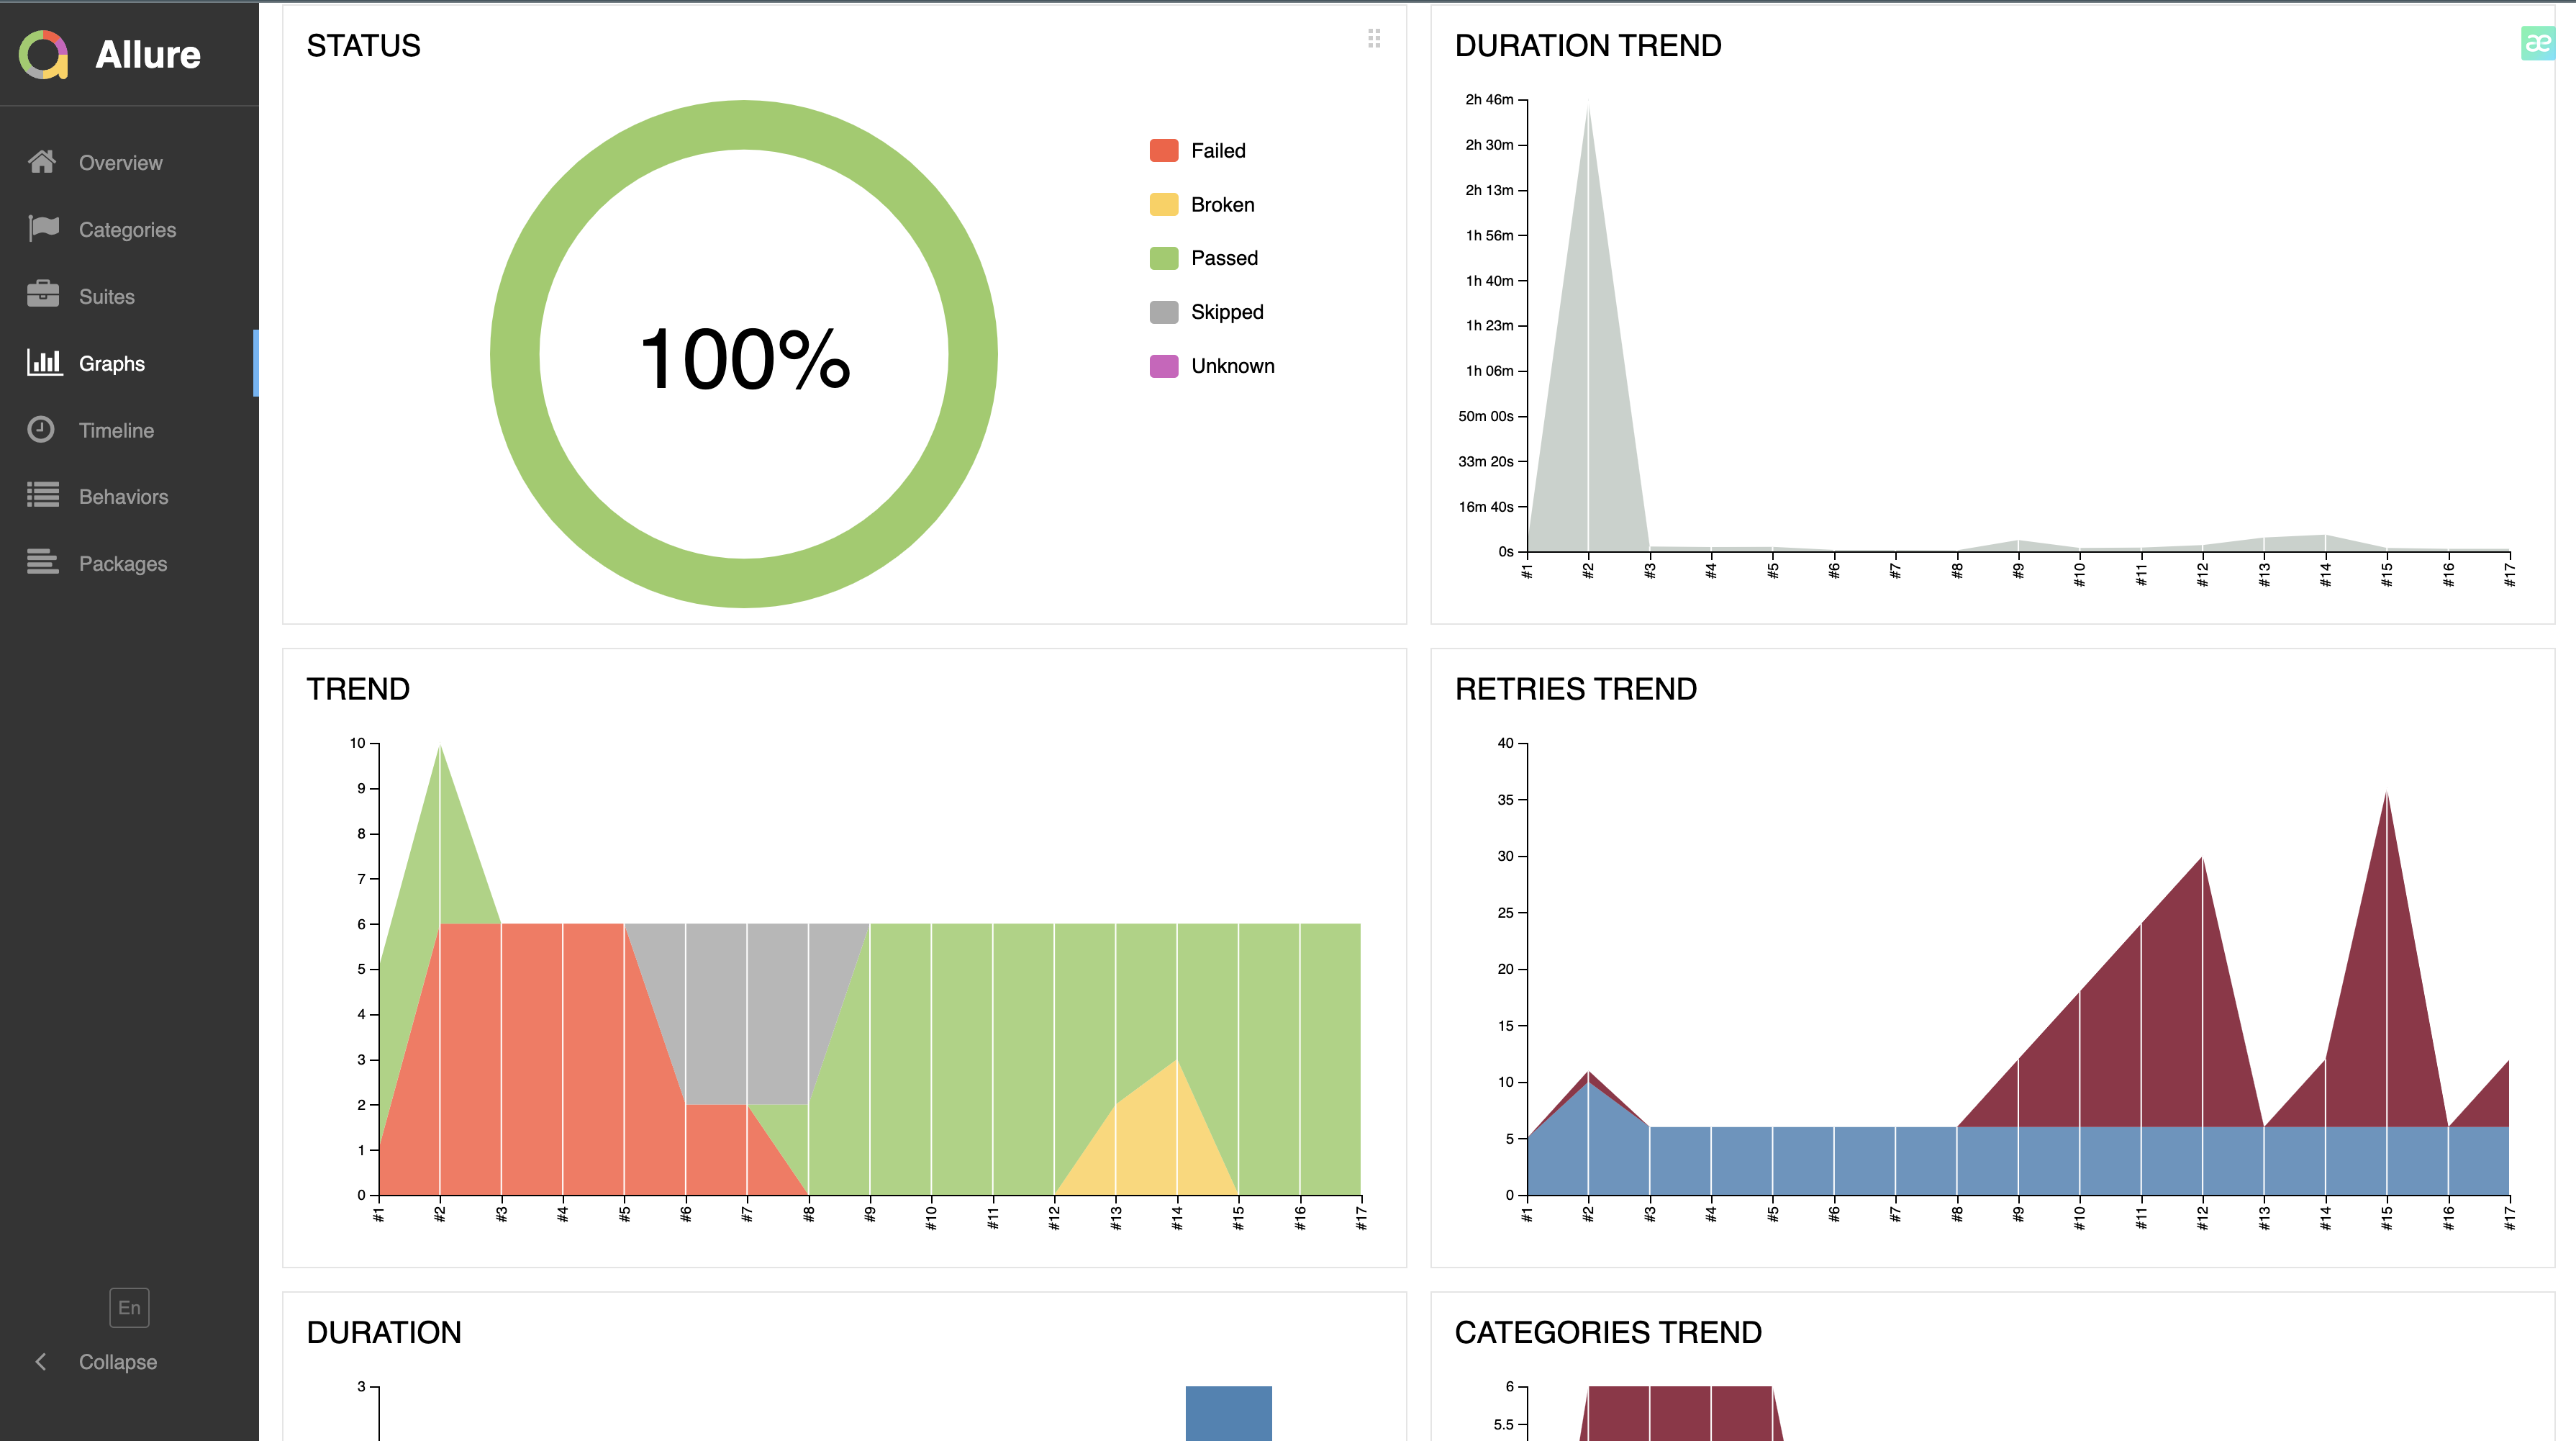 Allure
Overview
Categories
Suites
Graphs
Timeline
Behaviors
Packages
En
Collapse
STATUS
100%
Failed
Broken
Passed
Skipped
Unknown
DURATION TREND
æ
2h 46m
2h 30m
2h 13m
1h 56m
1h 40m
1h 23m
1h 06m
50m 00s
33m 20s
16m 40s
0s
#1 #2 #3 #4 #5 #6 #7 #8 #9 #10 #11 #12 #13 #14 #15 #16 #17
TREND
10
9
8
7
6
5
4
3
2
1
0
#1 #2 #3 #4 #5 #6 #7 #8 #9 #10 #11 #12 #13 #14 #15 #16 #17
RETRIES TREND
40
35
30
25
20
15
10
5
0
#1 #2 #3 #4 #5 #6 #7 #8 #9 #10 #11 #12 #13 #14 #15 #16 #17
DURATION
3
CATEGORIES TREND
6
5.5